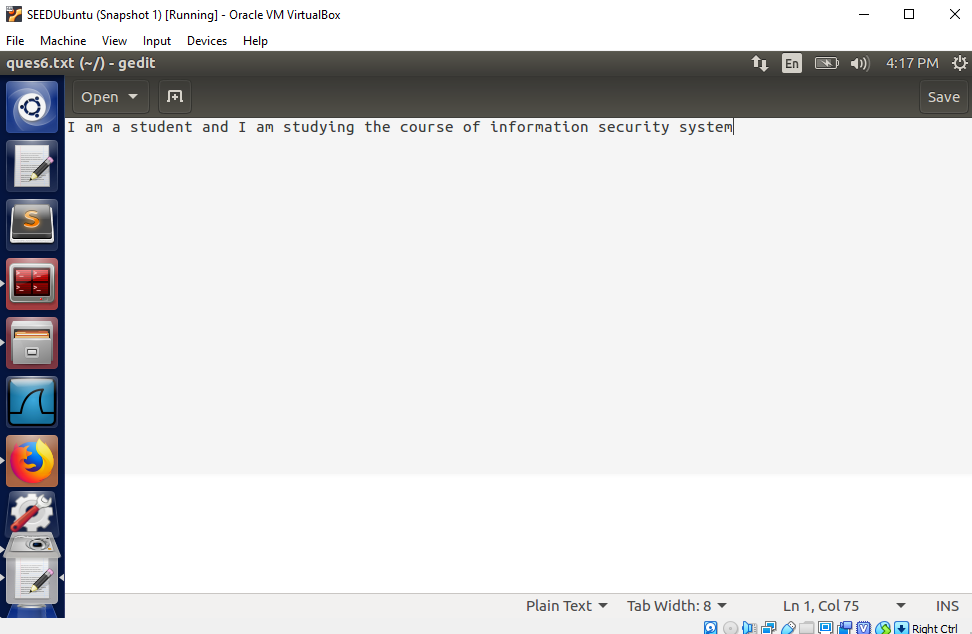 SEEDUbuntu (Snapshot 1) [Running] - Oracle VM VirtualBox
File Machine View Input Devices Help
ques6.txt (~/) - gedit En 4:17 PM
Open Save
I am a student and I am studying the course of information security system
Plain Text Tab Width: 8 Ln 1, Col 75 INS
Right Ctrl